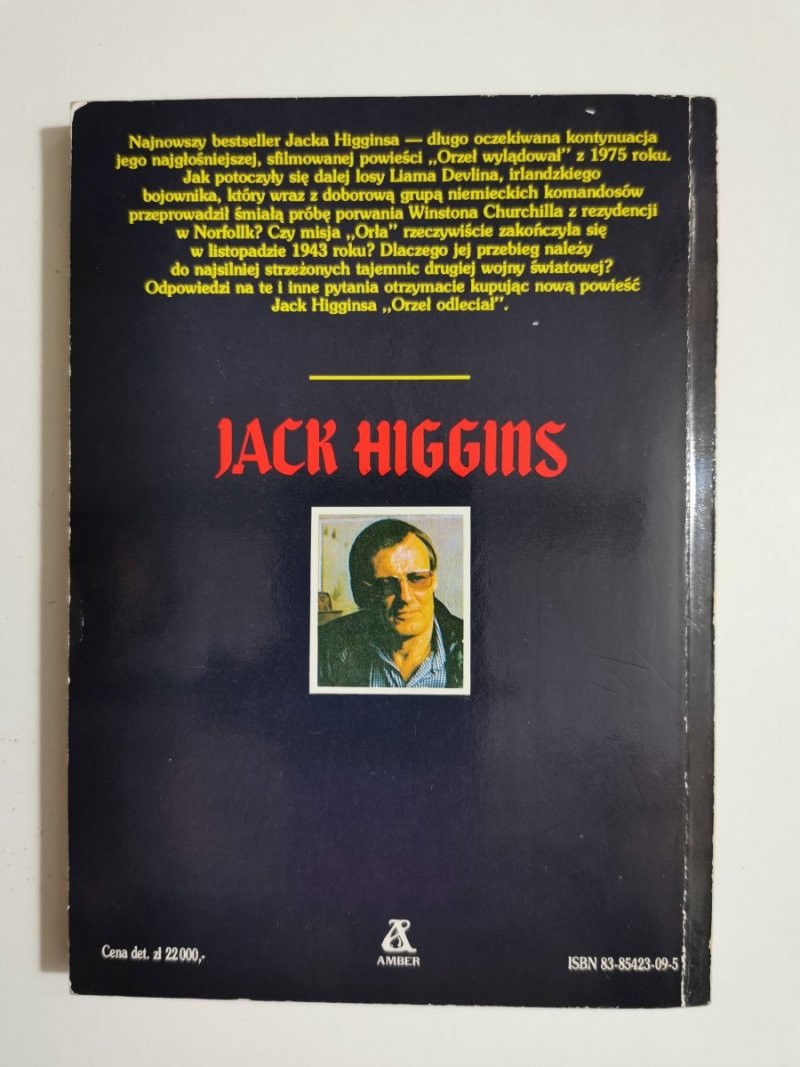 Najnowszy bestseller Jacka Higginsa — długo oczekiwana kontynuacja
jego najgłośniejszej, sfilmowanej powieści „Orzeł wylądował" z 1975 roku.
Jak potoczyły się dalej losy Liama Devlina, irlandzkiego
bojownika, który wraz z doborową grupą niemieckich komandosów
przeprowadził śmiałą próbę porwania Winstona Churchilla z rezydencji
w Norfollk? Czy misja „Orła" rzeczywiście zakończyła się
w listopadzie 1943 roku? Dlaczego jej przebieg należy
do najsilniej strzeżonych tajemnic drugiej wojny światowej?
Odpowiedzi na te i inne pytania otrzymacie kupując nową powieść
Jack Higginsa „Orzeł odleciał".
JACK HIGGINS
Cena det. zł 22 000,-
AMBER
ISBN 83-85423-09-5